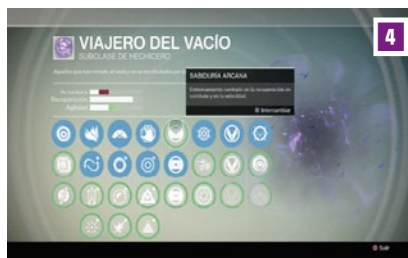 4
VIAJERO DEL VACÍO
SUBCLASE DE HECHICERO
SABIDURÍA ARCANA
Entrenamiento centrado en la recuperación en
combate y en la velocidad.
Intercambiar
Armadura
Recuperación
Agilidad
Salir